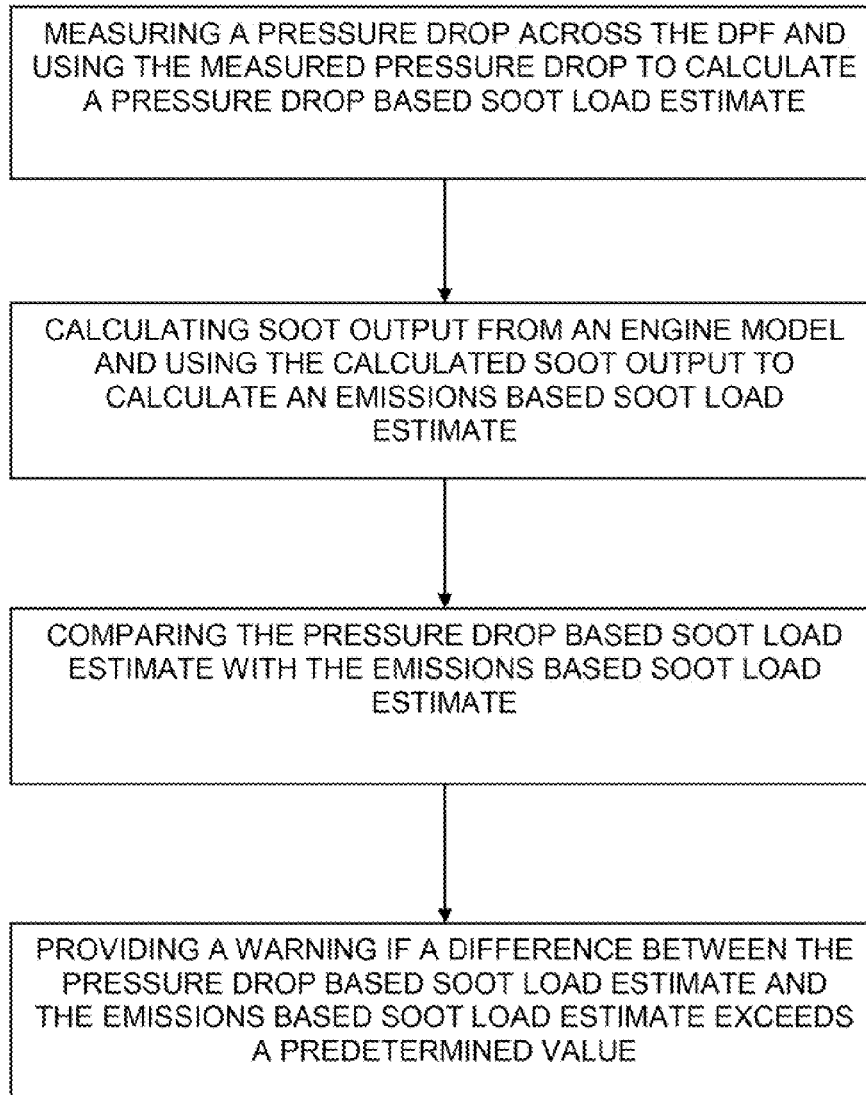 MEASURING A PRESSURE DROP ACROSS THE DPF AND
USING THE MEASURED PRESSURE DROP TO CALCULATE
A PRESSURE DROP BASED SOOT LOAD ESTIMATE
CALCULATING SOOT OUTPUT FROM AN ENGINE MODEL
AND USING THE CALCULATED SOOT OUTPUT TO
CALCULATE AN EMISSIONS BASED SOOT LOAD
ESTIMATE
COMPARING THE PRESSURE DROP BASED SOOT LOAD
ESTIMATE WITH THE EMISSIONS BASED SOOT LOAD
ESTIMATE
PROVIDING A WARNING IF A DIFFERENCE BETWEEN THE
PRESSURE DROP BASED SOOT LOAD ESTIMATE AND
THE EMISSIONS BASED SOOT LOAD ESTIMATE EXCEEDS
A PREDETERMINED VALUE